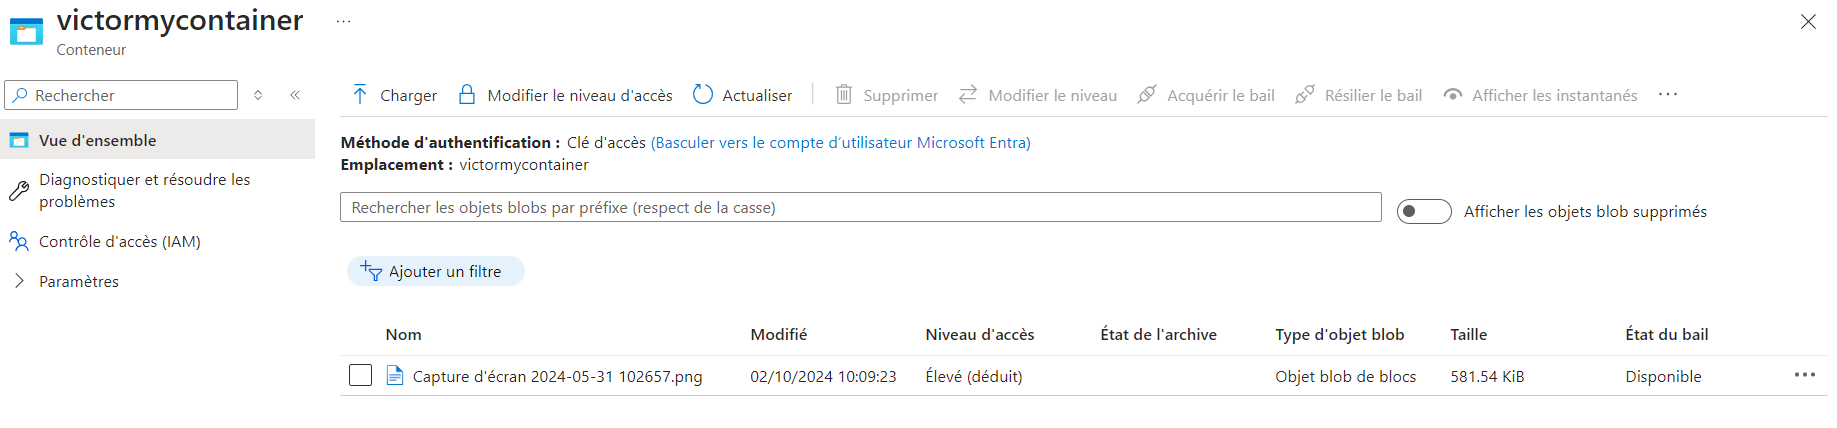 victormycontainer
...
Conteneur
Rechercher
Charger
Modifier le niveau d'accès
Actualiser
Supprimer
Modifier le niveau
Acquérir le bail
Résilier le bail
Afficher les instantanés
...
Vue d'ensemble
Diagnostiquer et résoudre les
problèmes
Contrôle d'accès (IAM)
Paramètres
Méthode d'authentification : Clé d'accès (Basculer vers le compte d'utilisateur Microsoft Entra)
Emplacement : victormycontainer
Rechercher les objets blobs par préfixe (respect de la casse)
Afficher les objets blob supprimés
Ajouter un filtre
Nom Modifié Niveau d'accès État de l'archive Type d'objet blob Taille État du bail
Capture d'écran 2024-05-31 102657.png 02/10/2024 10:09:23 Élevé (déduit) Objet blob de blocs 581.54 KiB Disponible ...